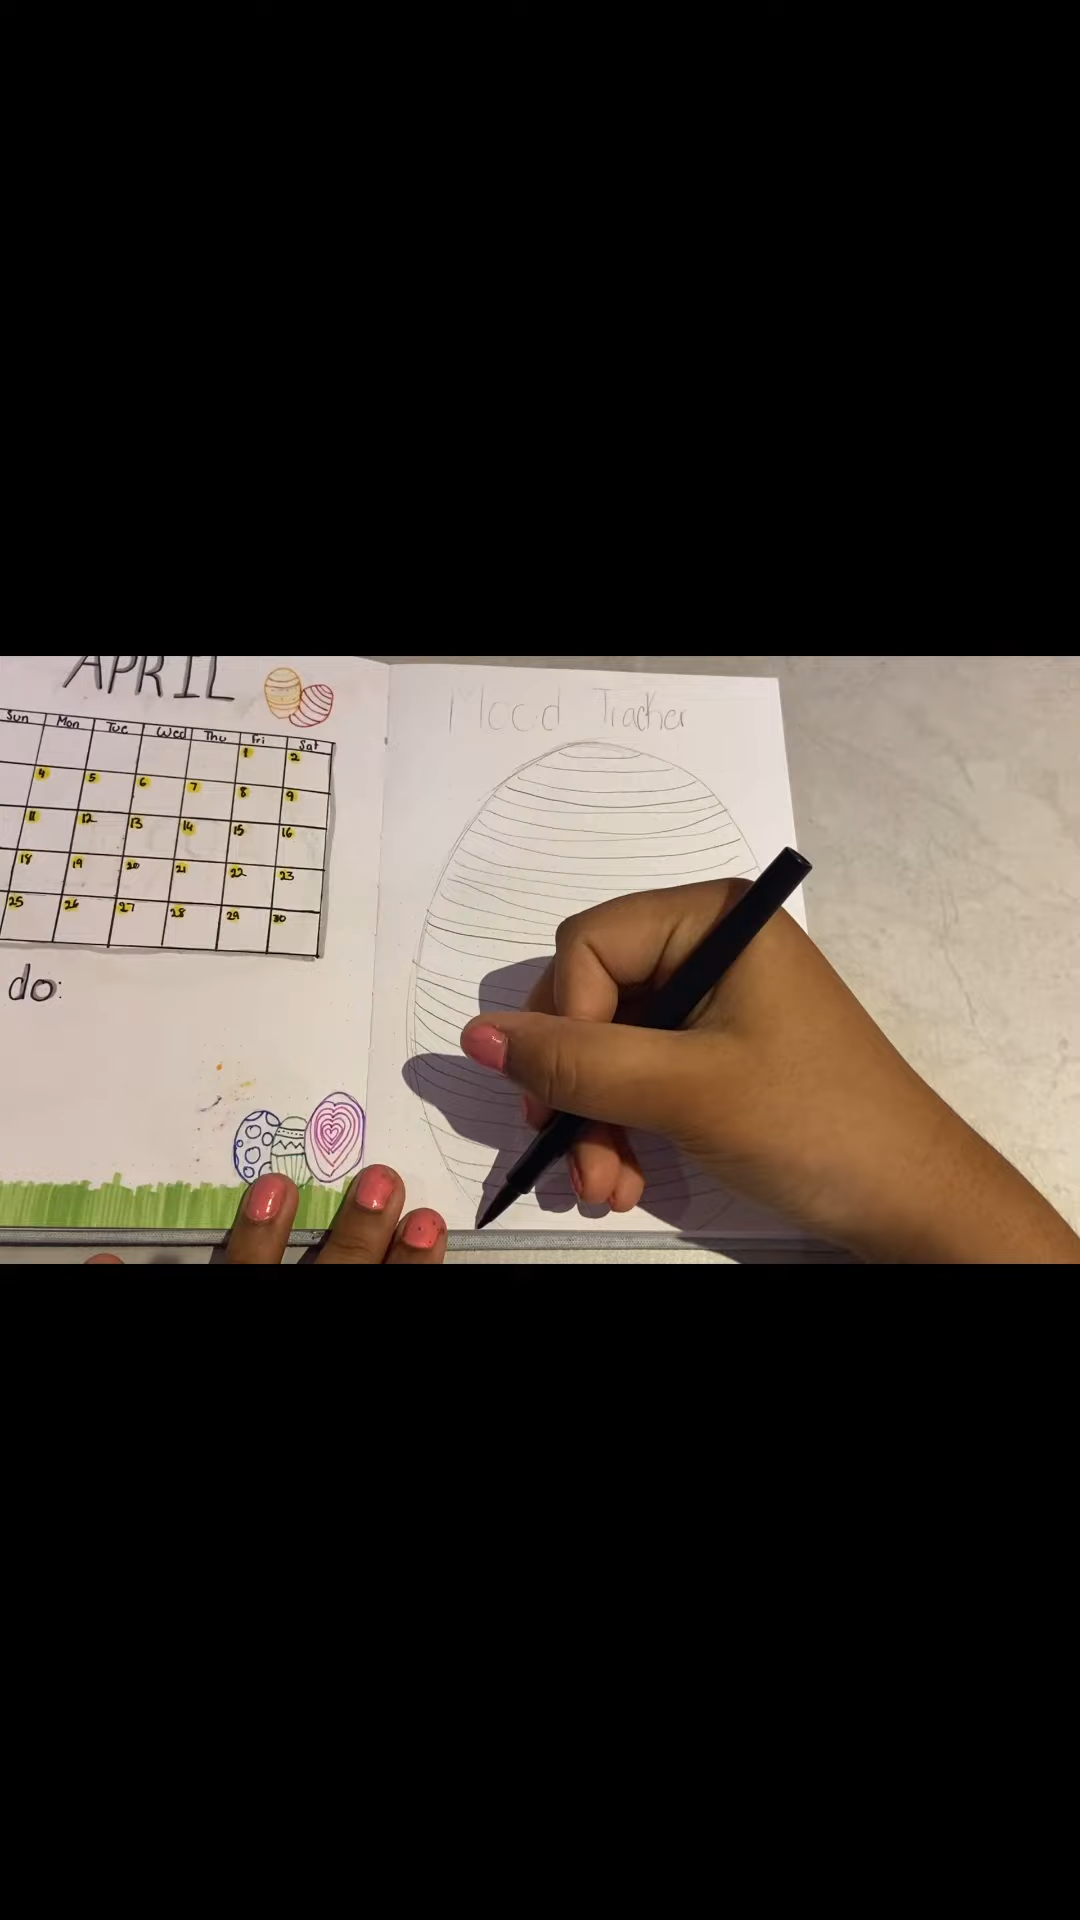 APRIL
Sun Mon Tue Wed Thu Fri Sat
1 2
4 5 6 7 8 9
11 12 13 14 15 16
18 19 20 21 22 23
25 26 27 28 29 30
do:
Mood Tracker